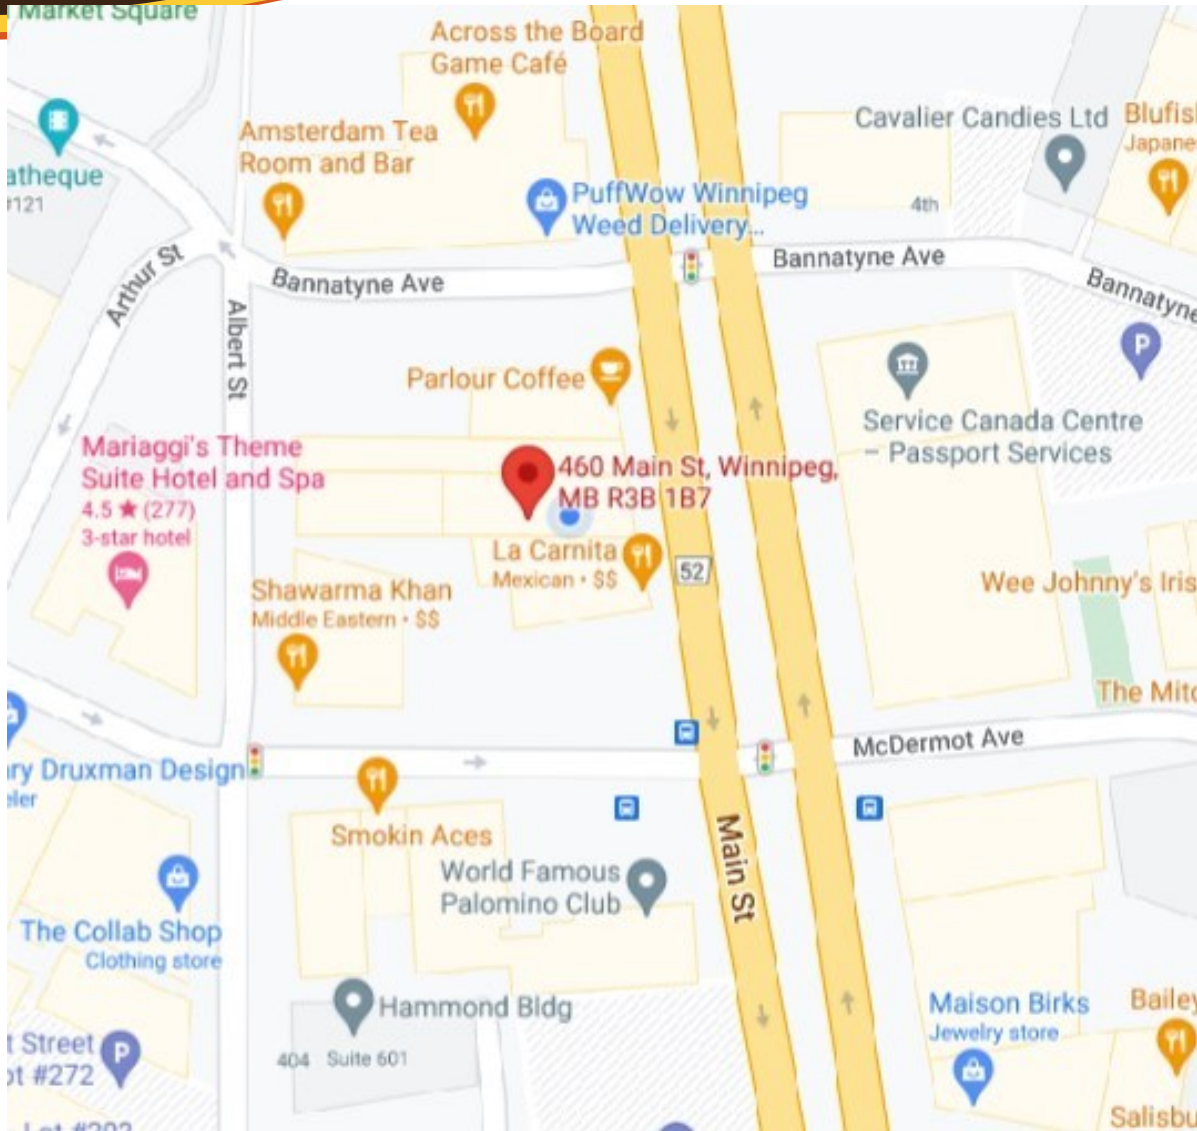 Market Square
Across the Board
Game Café
Cavalier Candies Ltd
Amsterdam Tea
Room and Bar
#121
PuffWow Winnipeg
Weed Delivery...
4th
Arthur St
Bannatyne Ave
Bannatyne Ave
Bannatyne
Albert St
P
Parlour Coffee
Service Canada Centre
– Passport Services
Mariaggi's Theme
Suite Hotel and Spa
4.5 ★ (277)
3-star hotel
460 Main St, Winnipeg,
MB R3B 1B7
La Carnita
Mexican • $$
52
Shawarma Khan
Middle Eastern • $$
Wee Johnny's Iris
The Mitc
McDermot Ave
ry Druxman Design
eler
Smokin Aces
Main St
World Famous
Palomino Club
The Collab Shop
Clothing store
Hammond Bldg
404 Suite 601
Maison Birks
Jewelry store
Bailey
t Street
ot #272
P
Salisbu